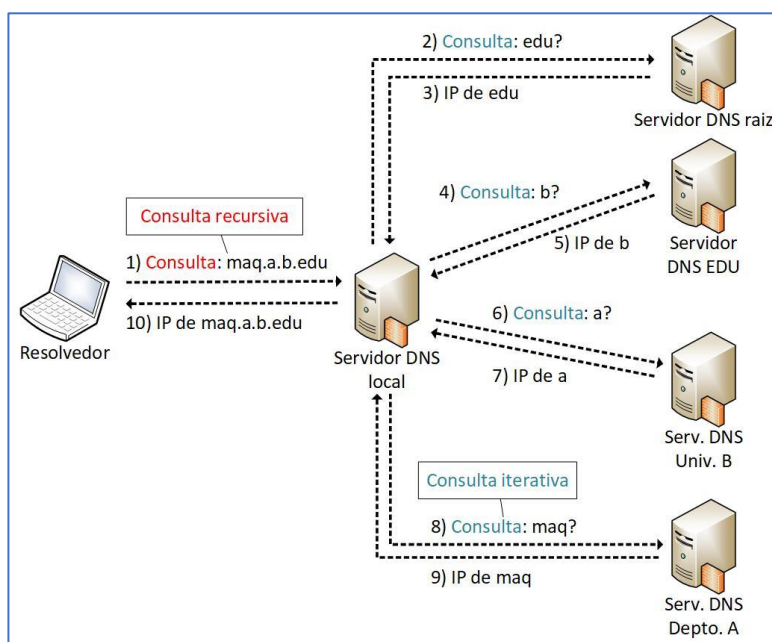 2) Consulta: edu?
3) IP de edu
Servidor DNS raiz
4) Consulta: b?
5) IP de b
Servidor
DNS EDU
Consulta recursiva
1) Consulta: maq.a.b.edu
10) IP de maq.a.b.edu
Resolvedor
Servidor DNS
local
6) Consulta: a?
7) IP de a
Serv. DNS
Univ. B
Consulta iterativa
8) Consulta: maq?
9) IP de maq
Serv. DNS
Depto. A